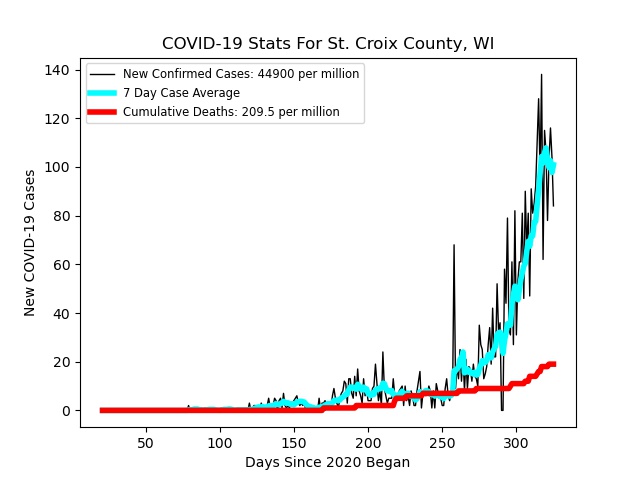 COVID-19 Stats For St. Croix County, WI
New Confirmed Cases: 44900 per million
7 Day Case Average
Cumulative Deaths: 209.5 per million
New COVID-19 Cases
140
120
100
80
60
40
20
0
50 100 150 200 250 300
Days Since 2020 Began